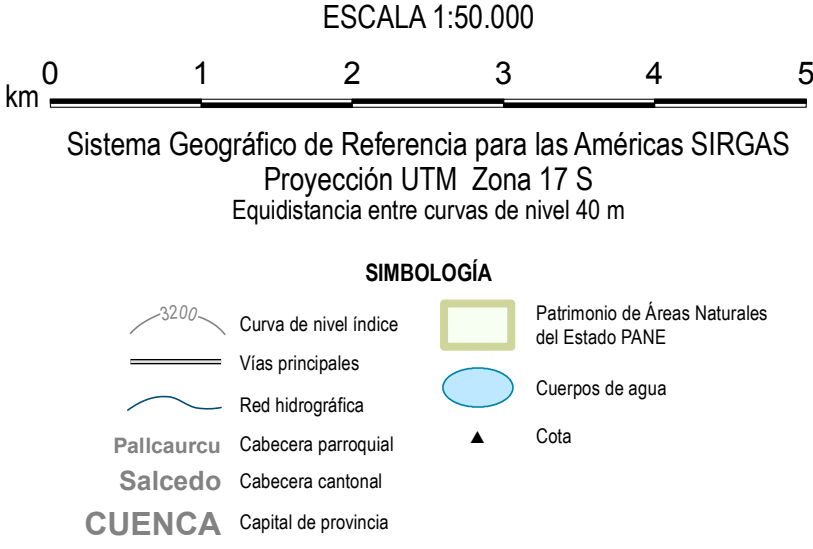 ESCALA 1:50.000
0 1 2 3 4 5
km
Sistema Geográfico de Referencia para las Américas SIRGAS
Proyección UTM Zona 17 S
Equidistancia entre curvas de nivel 40 m
SIMBOLOGÍA
3200 Curva de nivel índice
Vías principales
Red hidrográfica
Pallcaurcu Cabecera parroquial
Salcedo Cabecera cantonal
CUENCA Capital de provincia
Patrimonio de Áreas Naturales
del Estado PANE
Cuerpos de agua
Cota